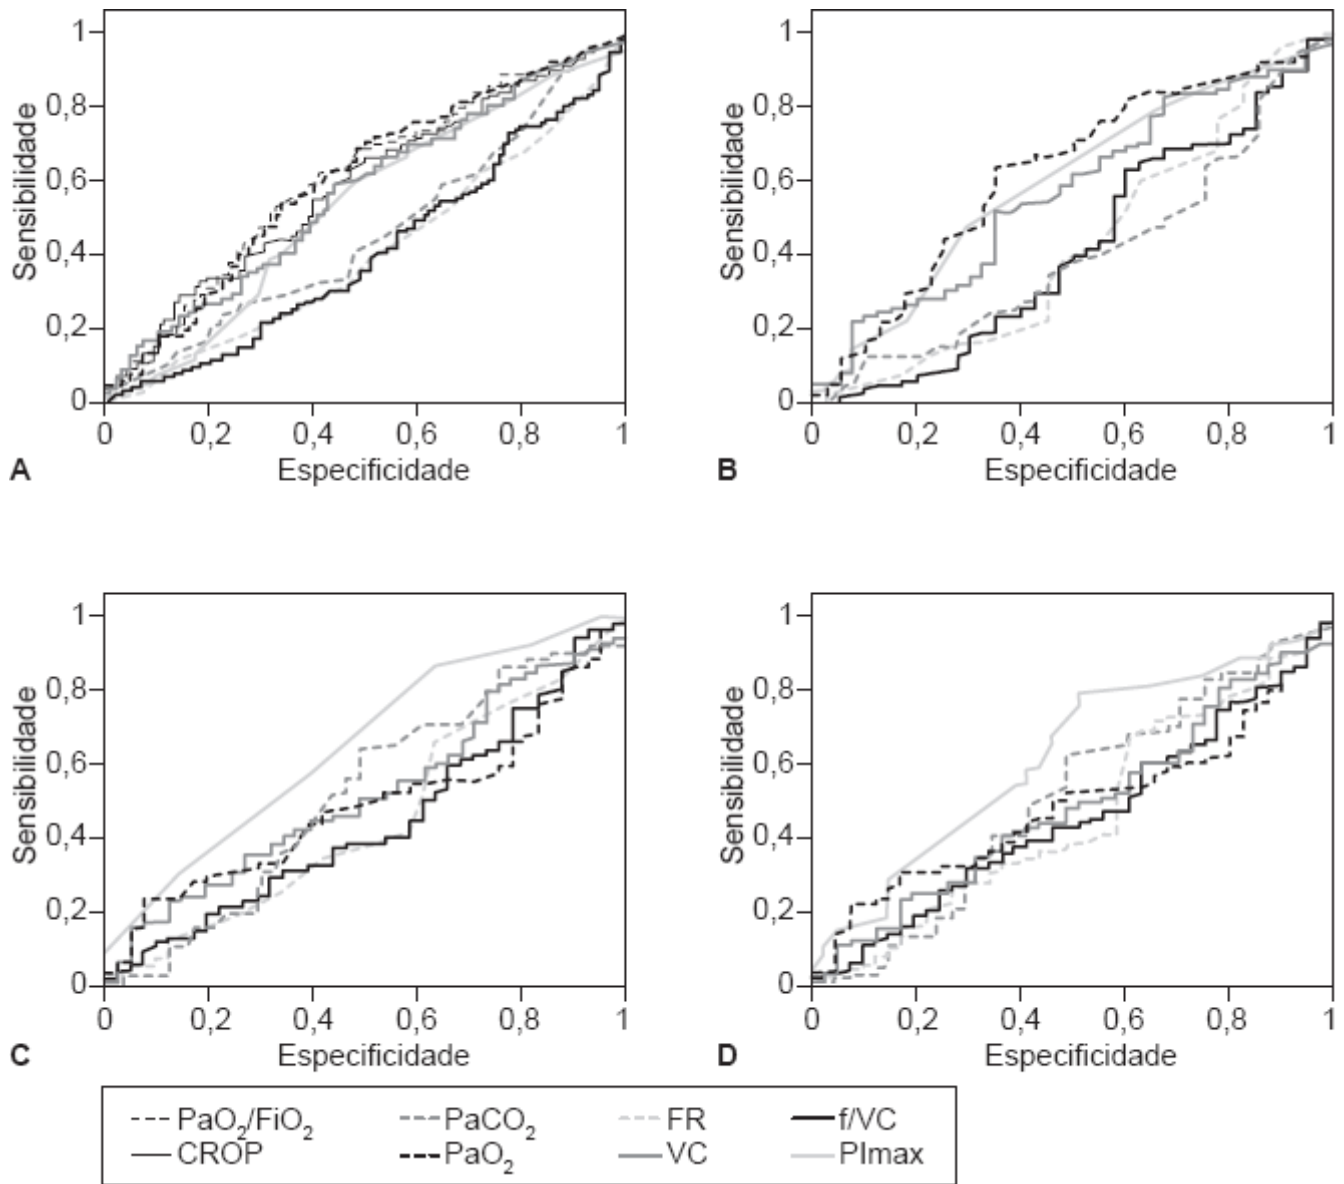 1
0,8
0,6
0,4
0,2
0
Sensibilidade
0 0,2 0,4 0,6 0,8 1
Especificidade
A
1
0,8
0,6
0,4
0,2
0
Sensibilidade
0 0,2 0,4 0,6 0,8 1
Especificidade
B
1
0,8
0,6
0,4
0,2
0
Sensibilidade
0 0,2 0,4 0,6 0,8 1
Especificidade
C
1
0,8
0,6
0,4
0,2
0
Sensibilidade
0 0,2 0,4 0,6 0,8 1
Especificidade
D
PaO₂/FiO₂ PaCO₂ FR f/VC
CROP PaO₂ VC PImax